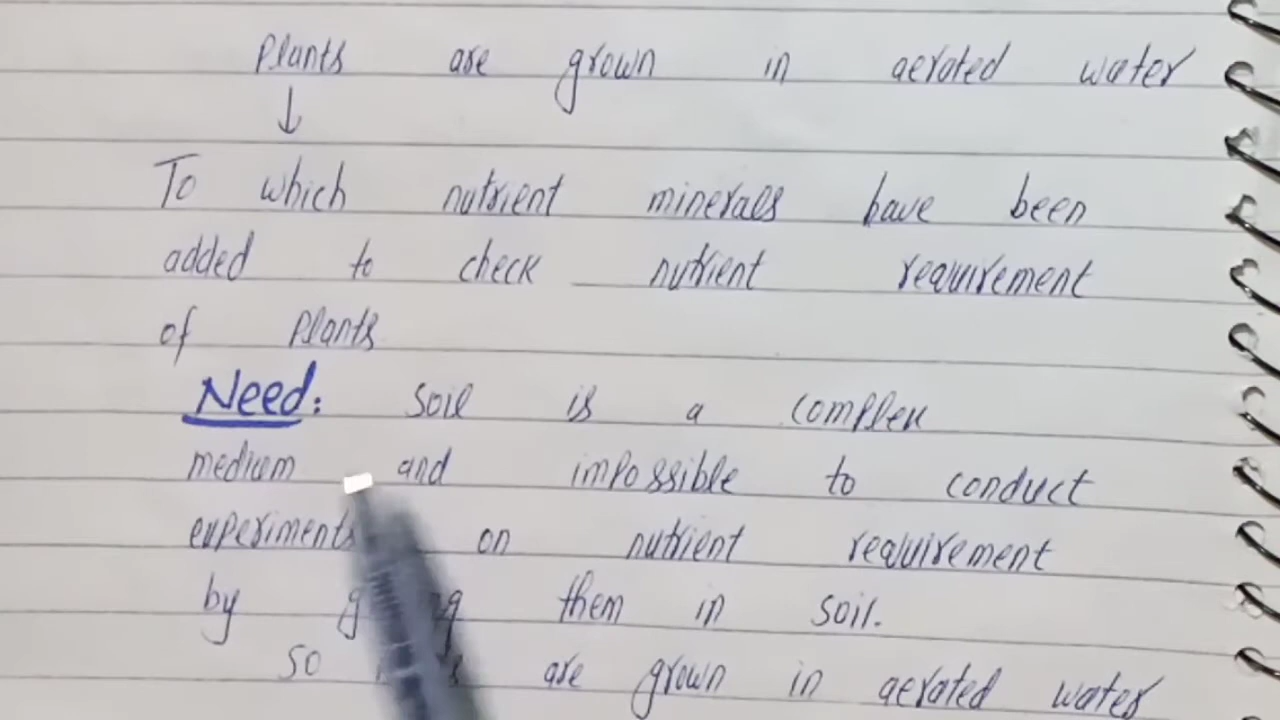 Plants are grown in aerated water
↓
To which nutrient minerals have been
added to check nutrient requirement
of plants
Need: soil is a complex
medium and impossible to conduct
experiments on nutrient requirement
by them in soil.
so are grown in aerated water